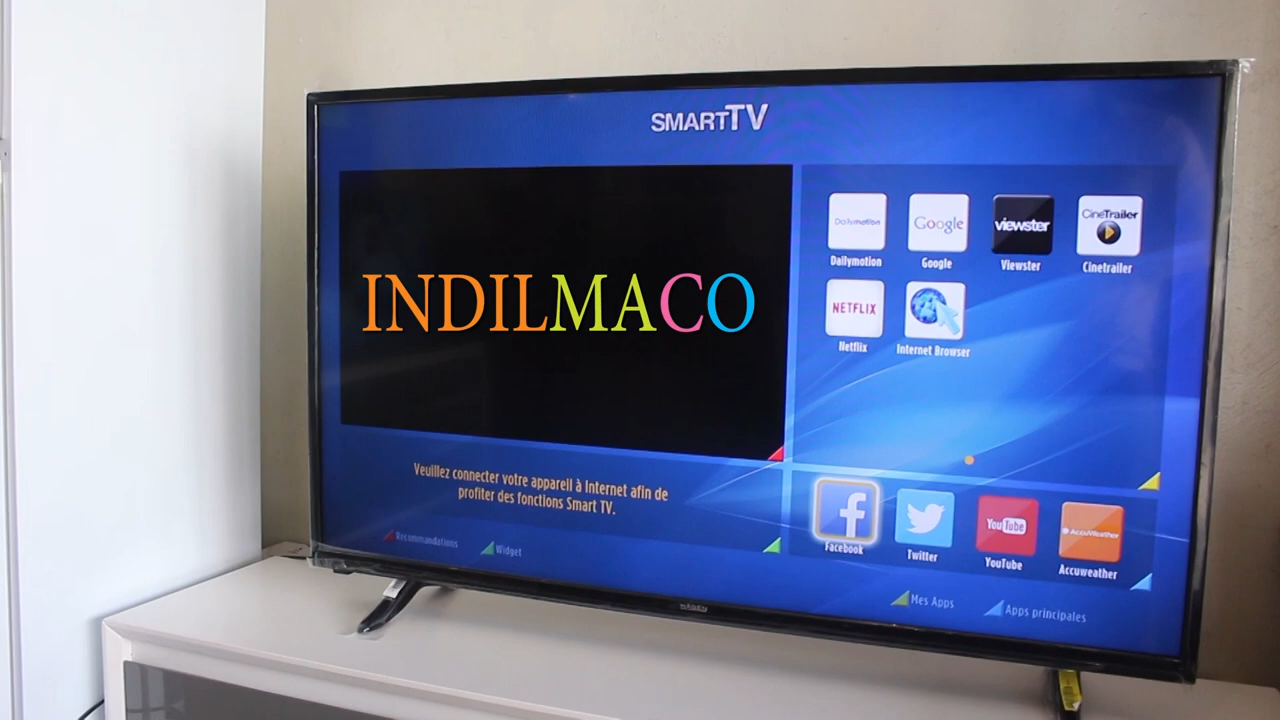 SMARTTV
INDILMACO
Dailymotion
Google
viewster
CineTrailer
Dailymotion
Google
Viewster
Cinetrailer
NETFLIX
Netflix
Internet Browser
Veuillez connecter votre appareil à Internet afin de
profiter des fonctions Smart TV.
Recommandations
Widget
f
YouTube
AccuWeather
Facebook
Twitter
YouTube
Accuweather
Mes Apps
Apps principales